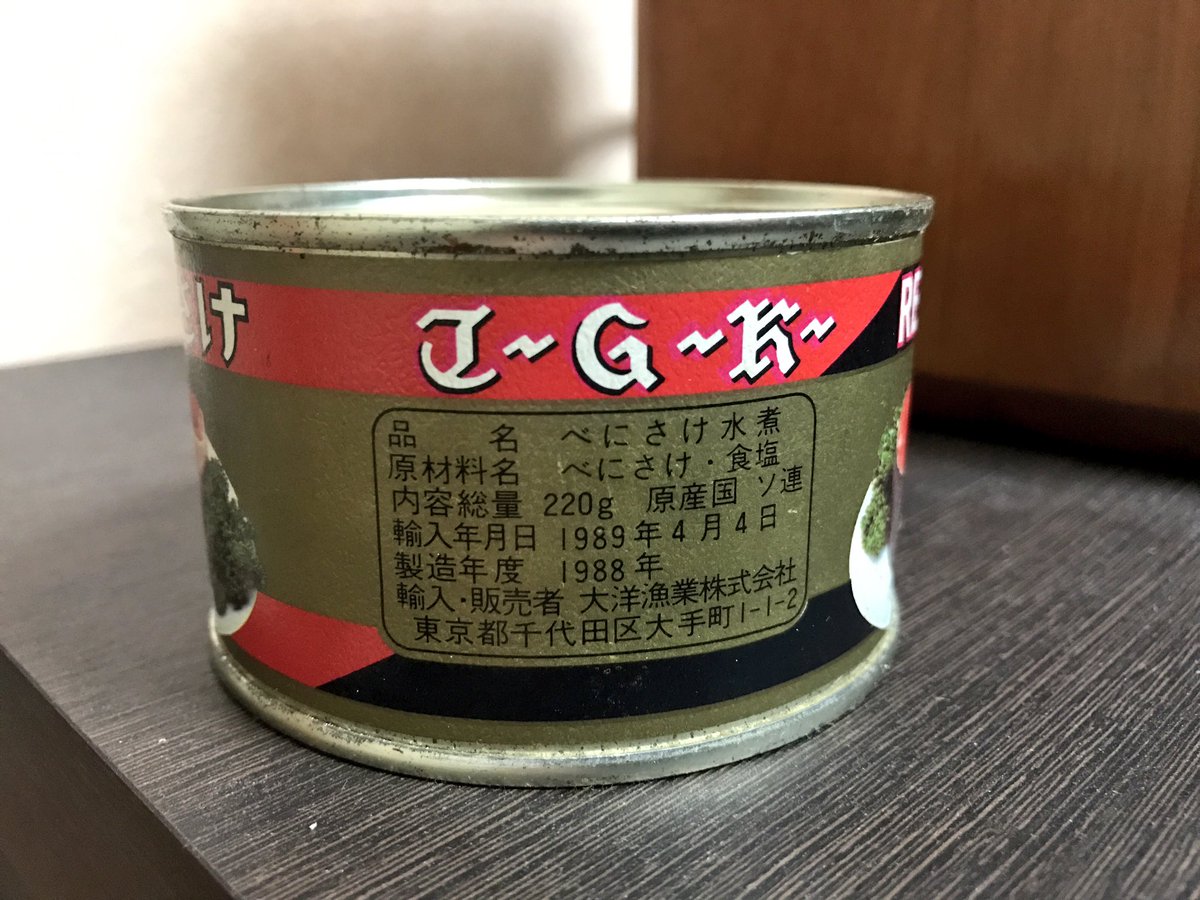 T~G~K~
RE
品名 べにさけ水煮
原材料名 べにさけ・食塩
内容総量 220g 原産国 ソ連
輸入年月日 1989年4月4日
製造年度 1988年
輸入・販売者 大洋漁業株式会社
東京都千代田区大手町1-1-2